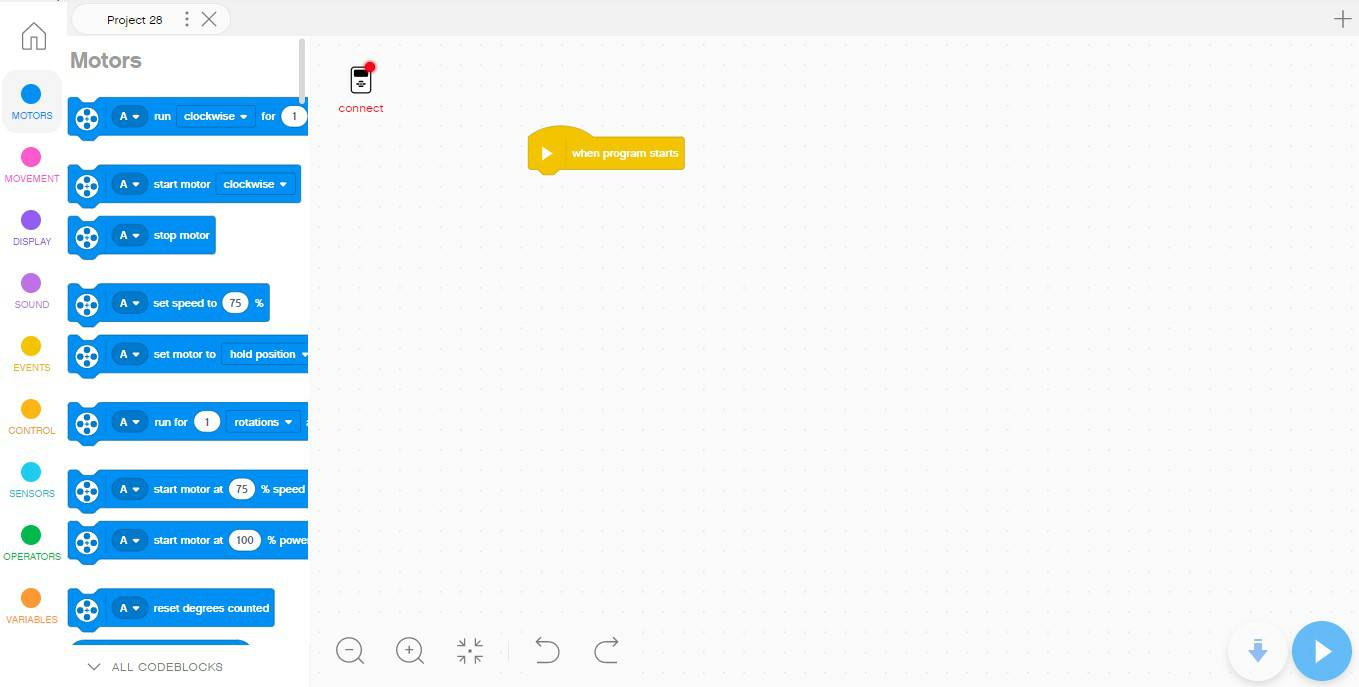 Project 28
Motors
A run clockwise for 1
A start motor clockwise
A stop motor
A set speed to 75 %
A set motor to hold position
A run for 1 rotations
A start motor at 75 % speed
A start motor at 100 % powe
A reset degrees counted
ALL CODEBLOCKS
MOTORS
MOVEMENT
DISPLAY
SOUND
EVENTS
CONTROL
SENSORS
OPERATORS
VARIABLES
connect
when program starts